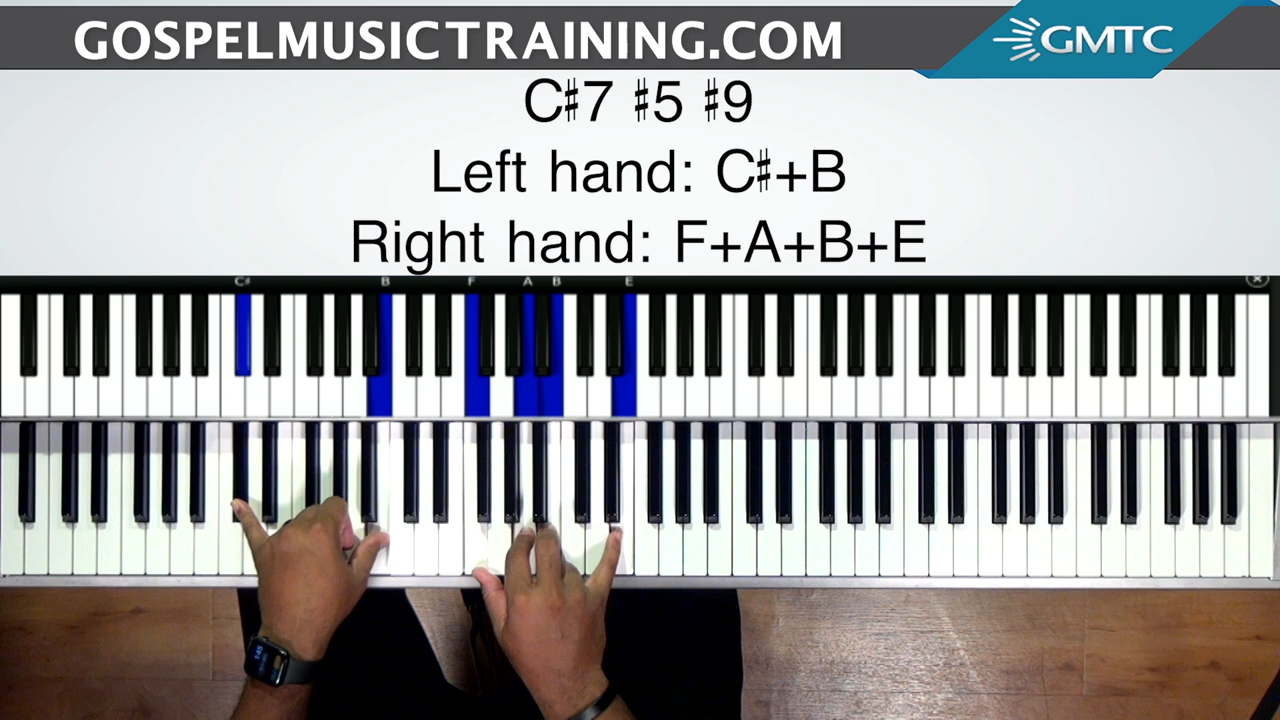 GOSPELMUSICTRAINING.COM
GMTC
C♯7 ♯5 ♯9
Left hand: C♯+B
Right hand: F+A+B+E
C♯ B F A B E